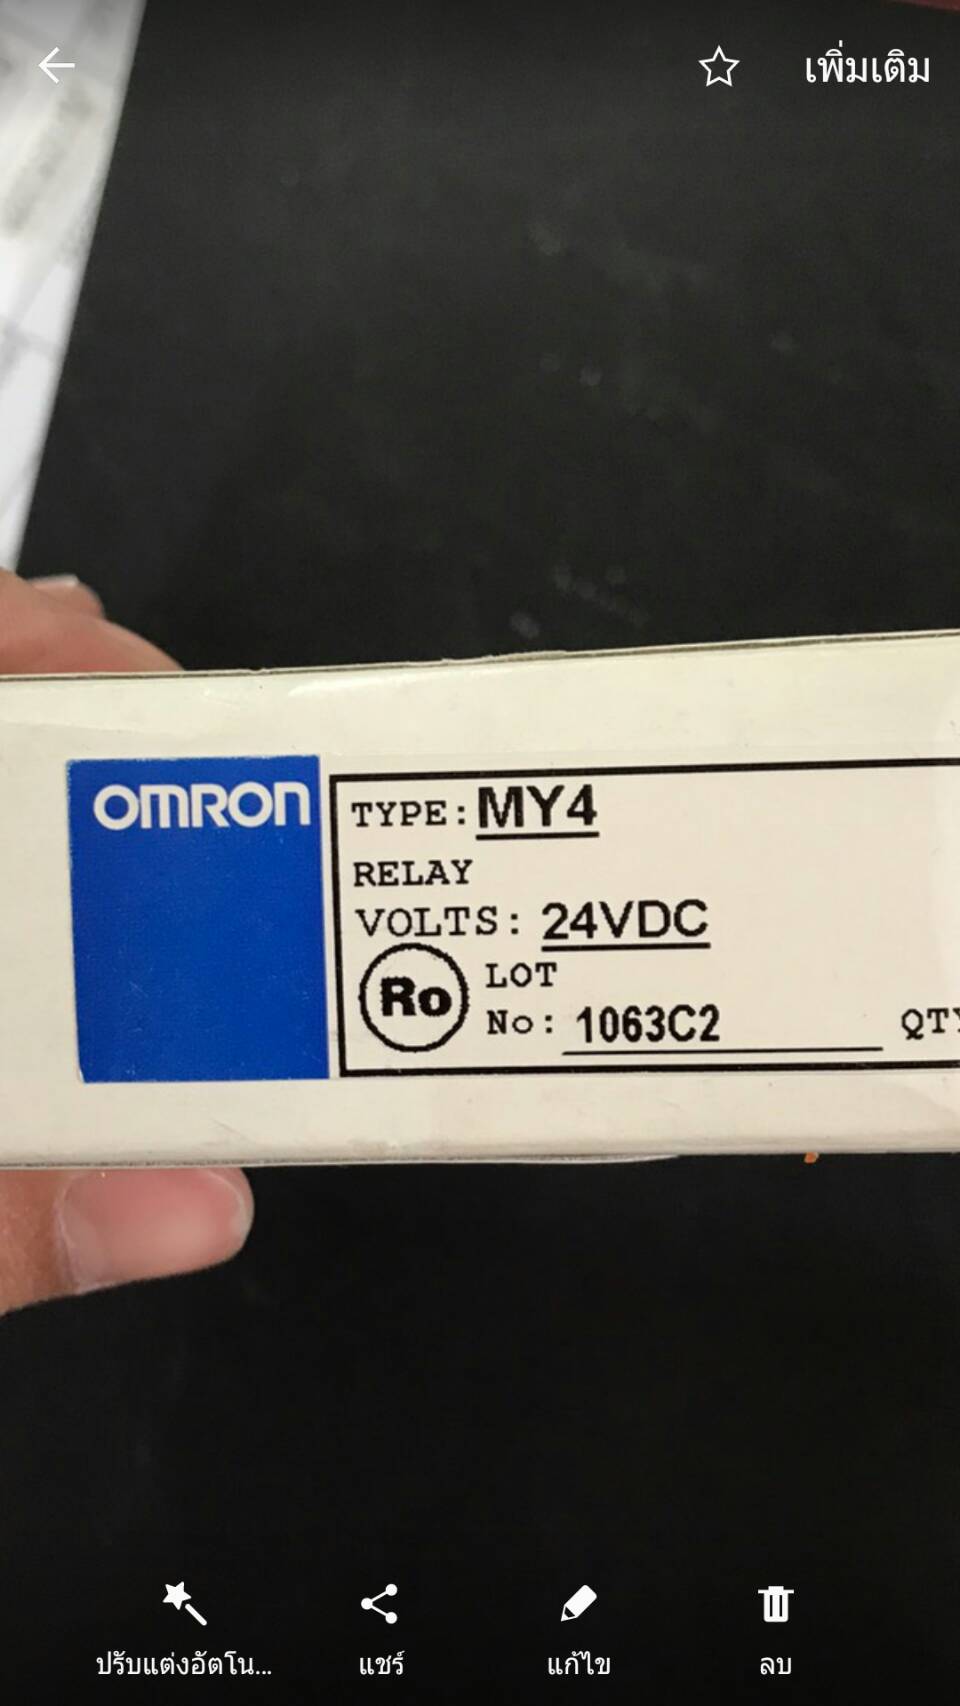 เพิ่มเติม
OMRON
TYPE: MY4
RELAY
VOLTS: 24VDC
Ro
LOT
No: 1063C2
QTY
ปรับแต่งอัตโน...
แชร์
แก้ไข
ลบ